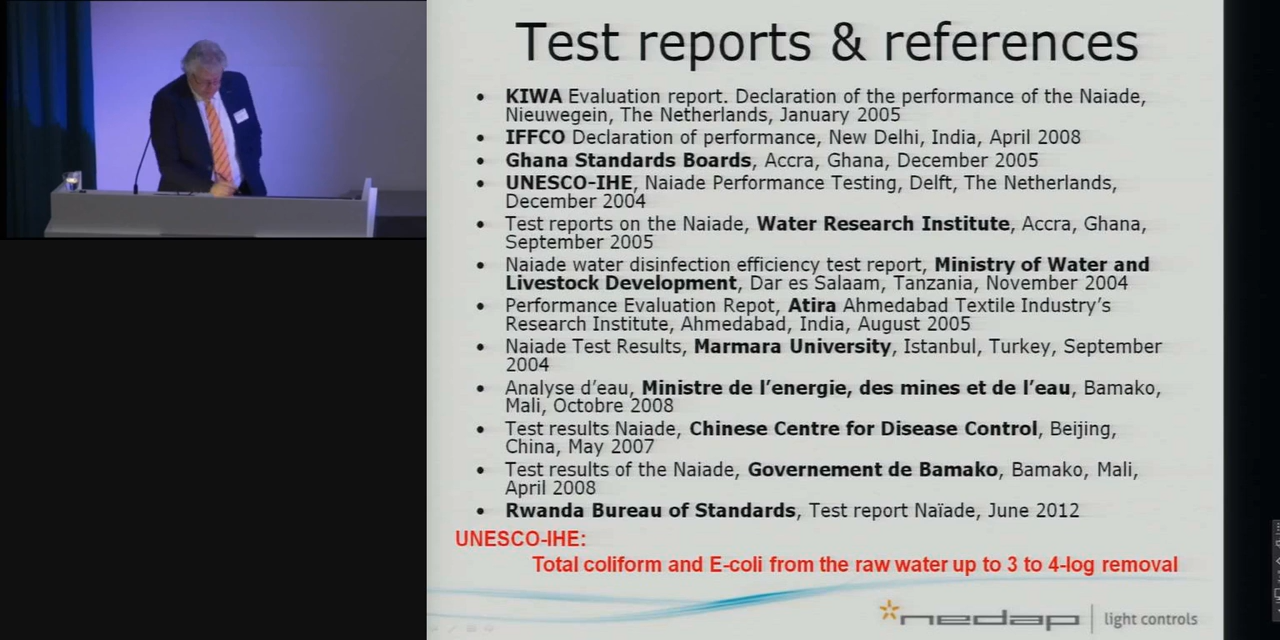 Test reports & references
• KIWA Evaluation report. Declaration of the performance of the Naiade,
Nieuwegein, The Netherlands, January 2005
• IFFCO Declaration of performance, New Delhi, India, April 2008
• Ghana Standards Boards, Accra, Ghana, December 2005
• UNESCO-IHE, Naiade Performance Testing, Delft, The Netherlands,
December 2004
• Test reports on the Naiade, Water Research Institute, Accra, Ghana,
September 2005
• Naiade water disinfection efficiency test report, Ministry of Water and
Livestock Development, Dar es Salaam, Tanzania, November 2004
• Performance Evaluation Repot, Atira Ahmedabad Textile Industry’s
Research Institute, Ahmedabad, India, August 2005
• Naiade Test Results, Marmara University, Istanbul, Turkey, September
2004
• Analyse d’eau, Ministre de l’energie, des mines et de l’eau, Bamako,
Mali, Octobre 2008
• Test results Naiade, Chinese Centre for Disease Control, Beijing,
China, May 2007
• Test results of the Naiade, Governement de Bamako, Bamako, Mali,
April 2008
• Rwanda Bureau of Standards, Test report Naïade, June 2012
UNESCO-IHE:
Total coliform and E-coli from the raw water up to 3 to 4-log removal
nedap light controls